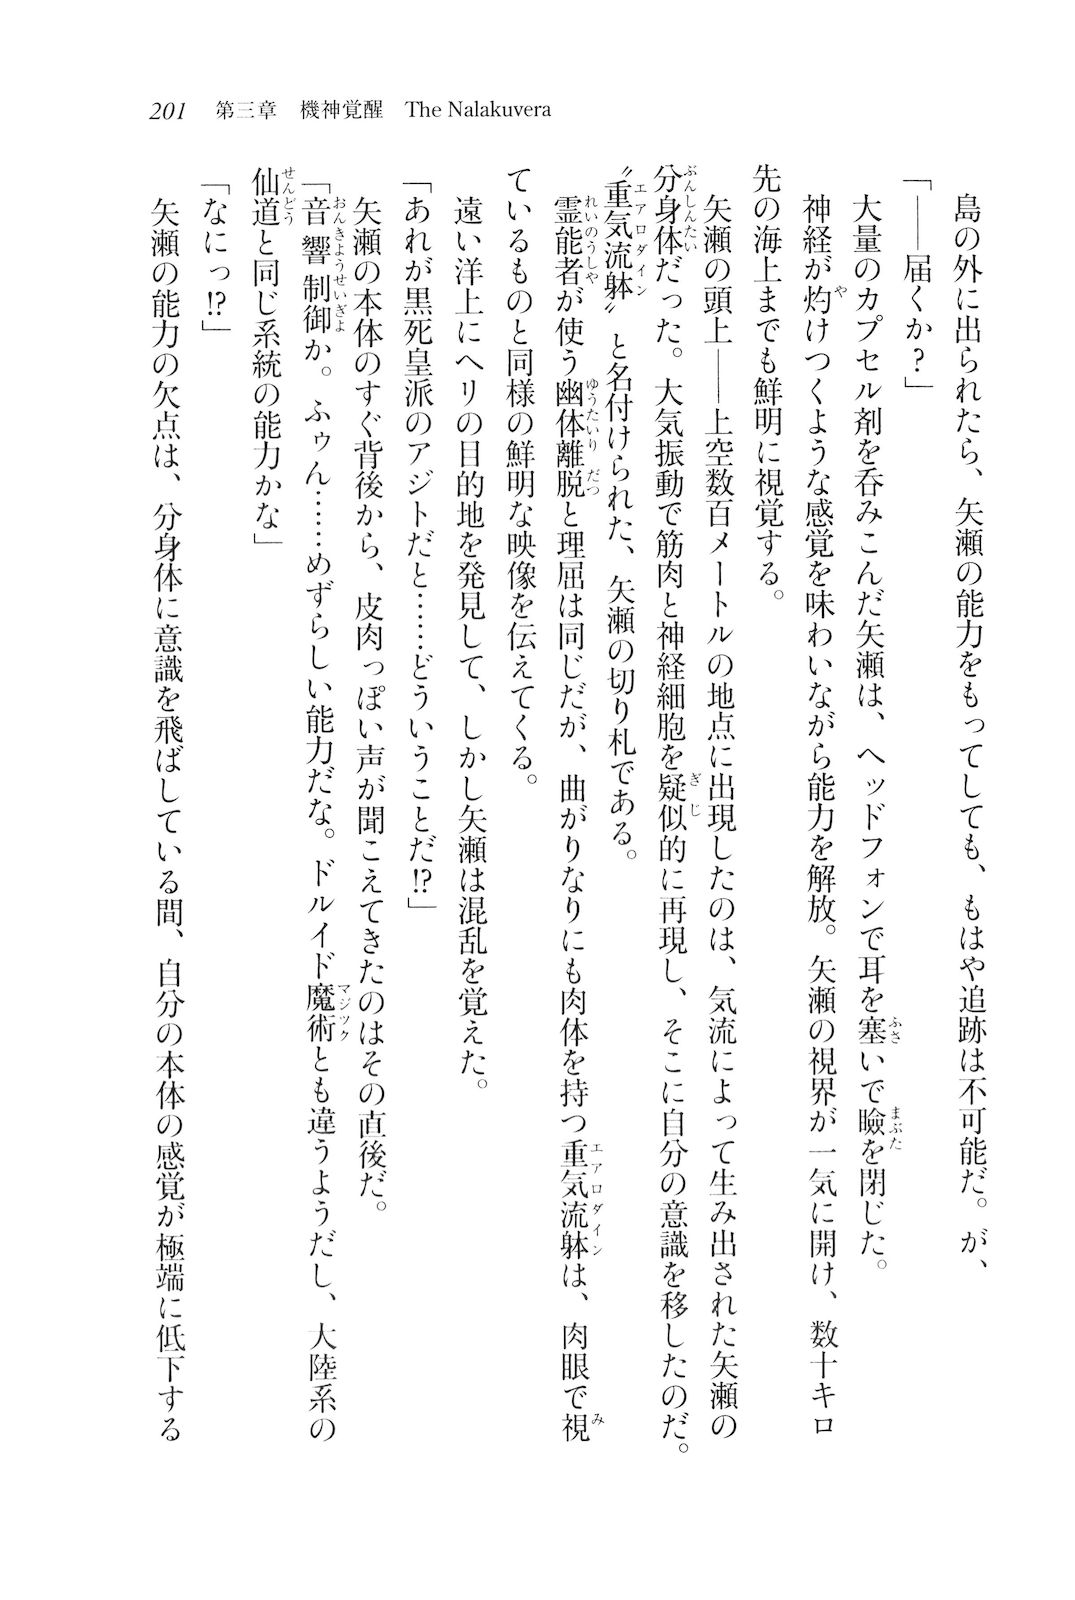 201 第三章 機神覚醒 The Nalakuvera
島の外に出られたら、矢瀬の能力をもってしても、もはや追跡は不可能だ。が、
「――届くか?」
大量のカプセル剤を呑みこんだ矢瀬は、ヘッドフォンで耳を塞いで瞼を閉じた。
神経が灼けつくような感覚を味わいながら能力を解放。矢瀬の視界が一気に開け、数十キロ
先の海上までも鮮明に視覚する。
矢瀬の頭上――上空数百メートルの地点に出現したのは、気流によって生み出された矢瀬の
分身体だった。大気振動で筋肉と神経細胞を疑似的に再現し、そこに自分の意識を移したのだ。
〝重気流躰〟と名付けられた、矢瀬の切り札である。
霊能者が使う幽体離脱と理屈は同じだが、曲がりなりにも肉体を持つ重気流躰は、肉眼で視
ているものと同様の鮮明な映像を伝えてくる。
遠い洋上にヘリの目的地を発見して、しかし矢瀬は混乱を覚えた。
「あれが黒死皇派のアジトだと……どういうことだ!?」
矢瀬の本体のすぐ背後から、皮肉っぽい声が聞こえてきたのはその直後だ。
「音響制御か。ふぅん……めずらしい能力だな。ドルイド魔術とも違うようだし、大陸系の
仙道と同じ系統の能力かな」
「なにっ!?」
矢瀬の能力の欠点は、分身体に意識を飛ばしている間、自分の本体の感覚が極端に低下する